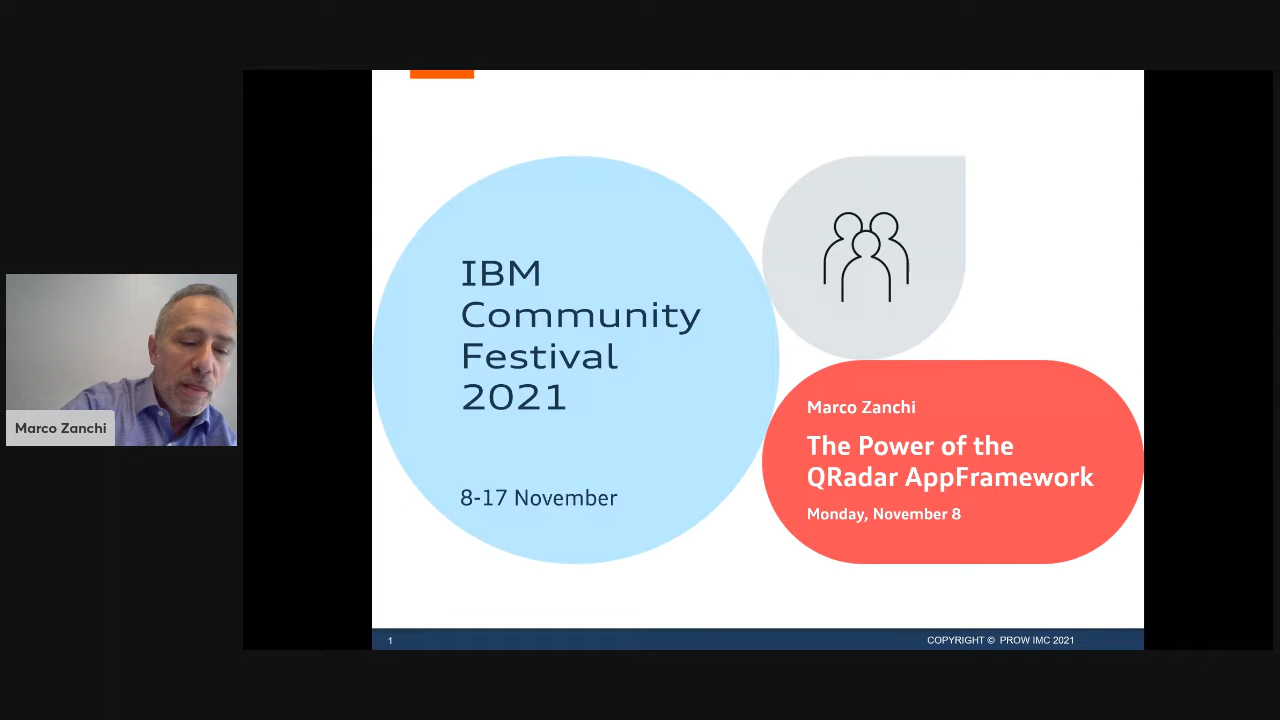 IBM
Community
Festival
2021
8-17 November
Marco Zanchi
The Power of the
QRadar AppFramework
Monday, November 8
Marco Zanchi
1
COPYRIGHT © PROW IMC 2021